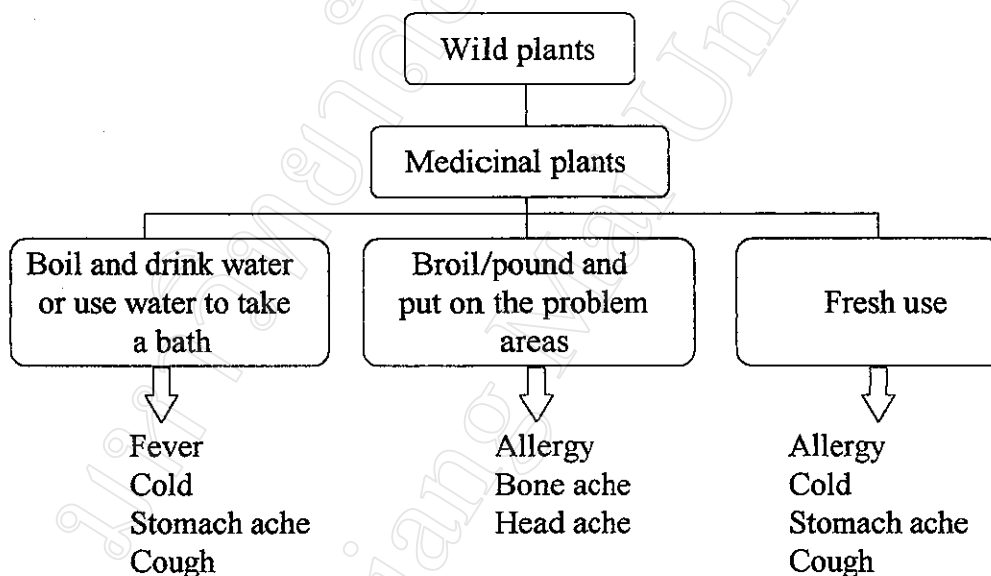 Wild plants
Medicinal plants
Boil and drink water
or use water to take
a bath
Broil/pound and
put on the problem
areas
Fresh use
Fever
Cold
Stomach ache
Cough
Allergy
Bone ache
Head ache
Allergy
Cold
Stomach ache
Cough